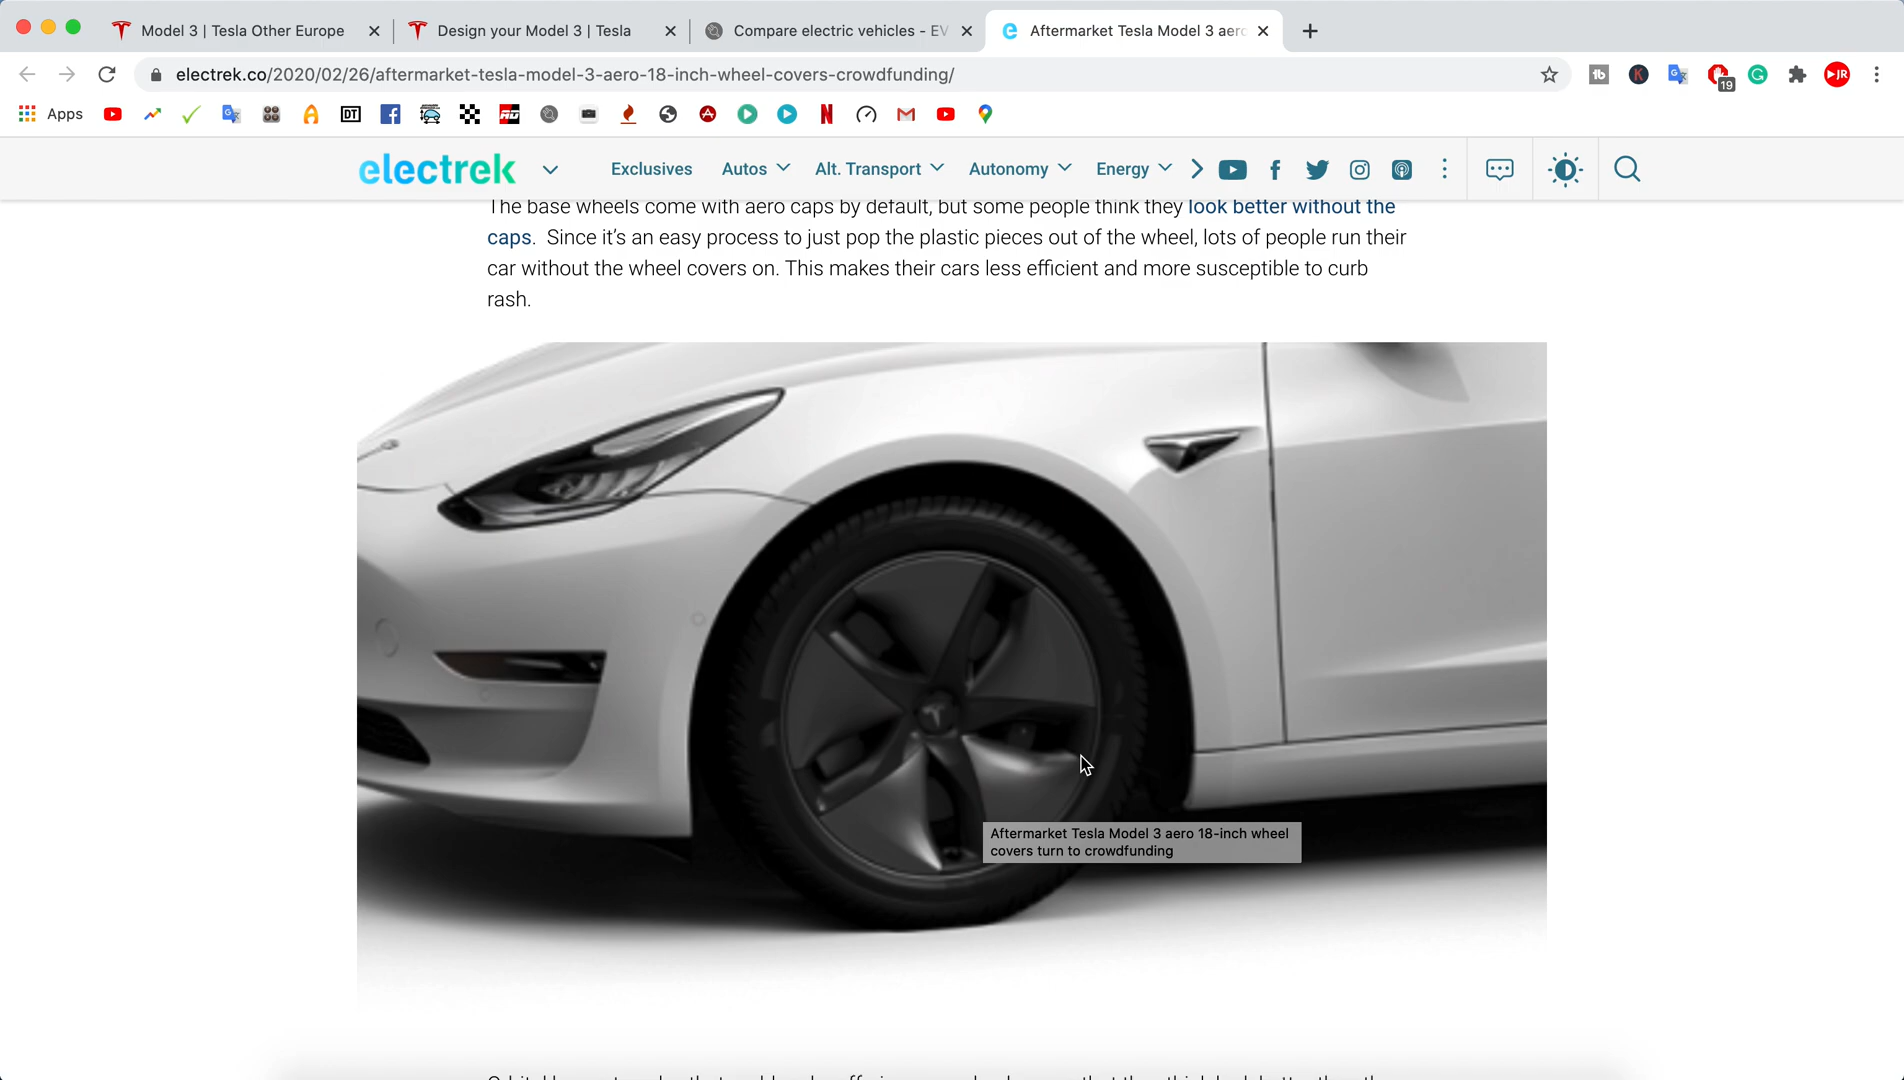 Model 3 | Tesla Other Europe
Design your Model 3 | Tesla
Compare electric vehicles - EV
Aftermarket Tesla Model 3 aero
electrek.co/2020/02/26/aftermarket-tesla-model-3-aero-18-inch-wheel-covers-crowdfunding/
19
JR
Apps
DT
electrek
Exclusives
Autos
Alt. Transport
Autonomy
Energy
The base wheels come with aero caps by default, but some people think they look better without the
caps. Since it's an easy process to just pop the plastic pieces out of the wheel, lots of people run their
car without the wheel covers on. This makes their cars less efficient and more susceptible to curb
rash.
Aftermarket Tesla Model 3 aero 18-inch wheel
covers turn to crowdfunding